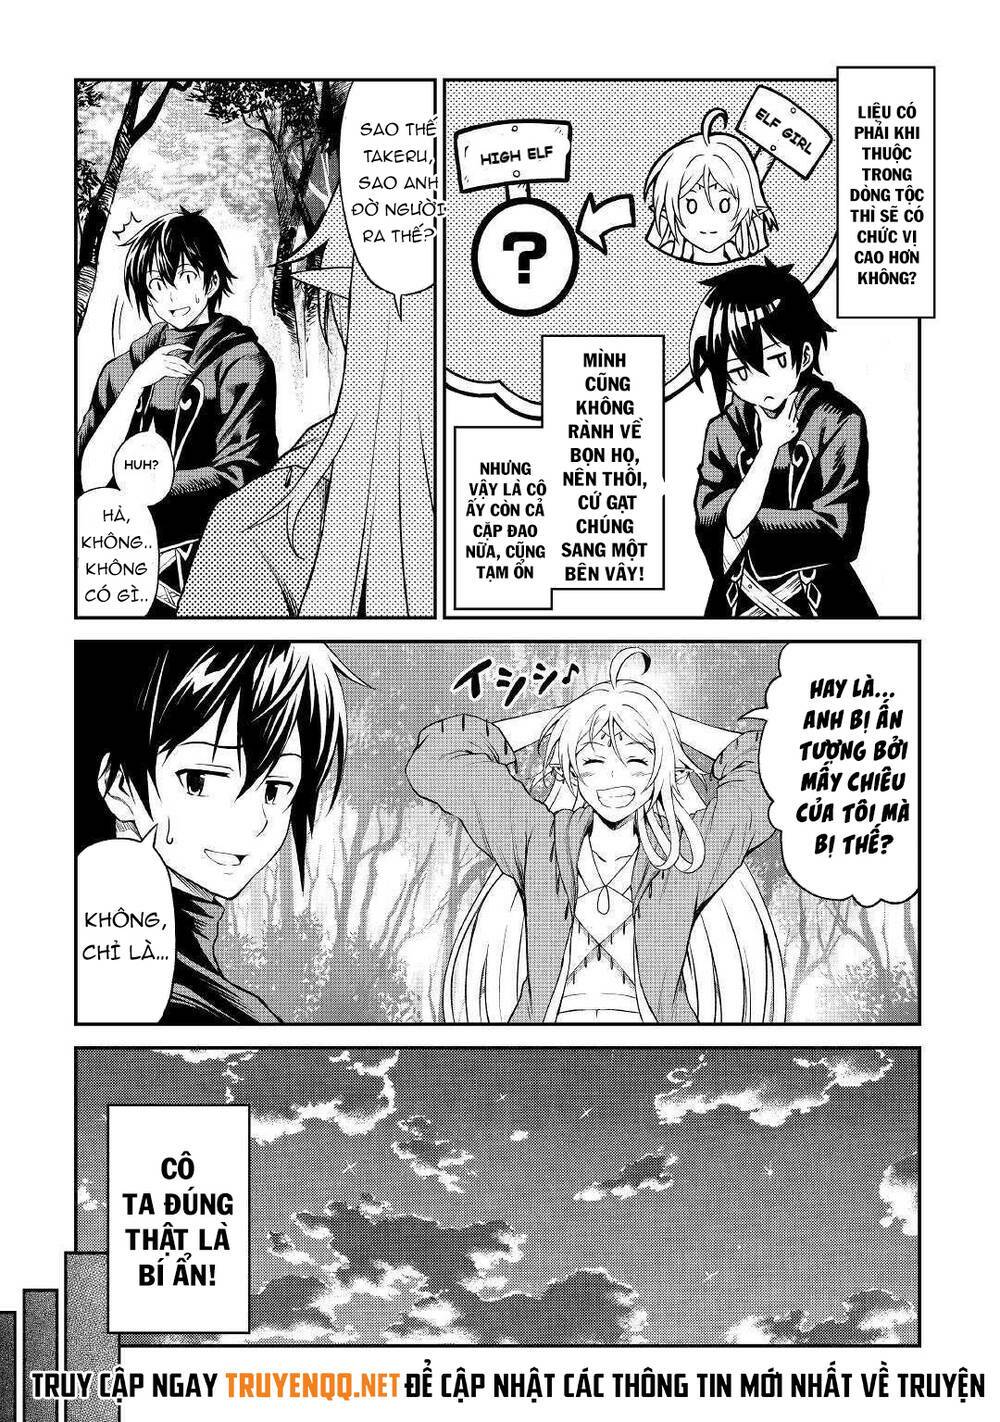 LIỆU CÓ
PHẢI KHI
THUỘC
TRONG
DÒNG TỘC
THÌ SẼ CÓ
CHỨC VỊ
CAO HƠN
KHÔNG?
ELF GIRL
HIGH ELF
?
MÌNH
CŨNG
KHÔNG
RÀNH VỀ
BỌN HỌ,
NÊN THÔI,
CỨ GẠT
CHÚNG
SANG MỘT
BÊN VẬY!
NHƯNG
VẬY LÀ CÔ
ẤY CÒN CẢ
CẶP ĐAO
NỮA, CŨNG
TẠM ỔN
SAO THẾ
TAKERU,
SAO ANH
ĐỜ NGƯỜI
RA THẾ?
HUH?
HÀ,
KHÔNG..
KHÔNG
CÓ GÌ..
HAY LÀ...
ANH BỊ ẤN
TƯỢNG BỞI
MẤY CHIÊU
CỦA TÔI MÀ
BỊ THẾ?
イシシ♪
KHÔNG,
CHỈ LÀ...
CÔ
TA ĐÚNG
THẬT LÀ
BÍ ẨN!
TRUY CẬP NGAY TRUYENQQ.NET ĐỂ CẬP NHẬT CÁC THÔNG TIN MỚI NHẤT VỀ TRUYỆN